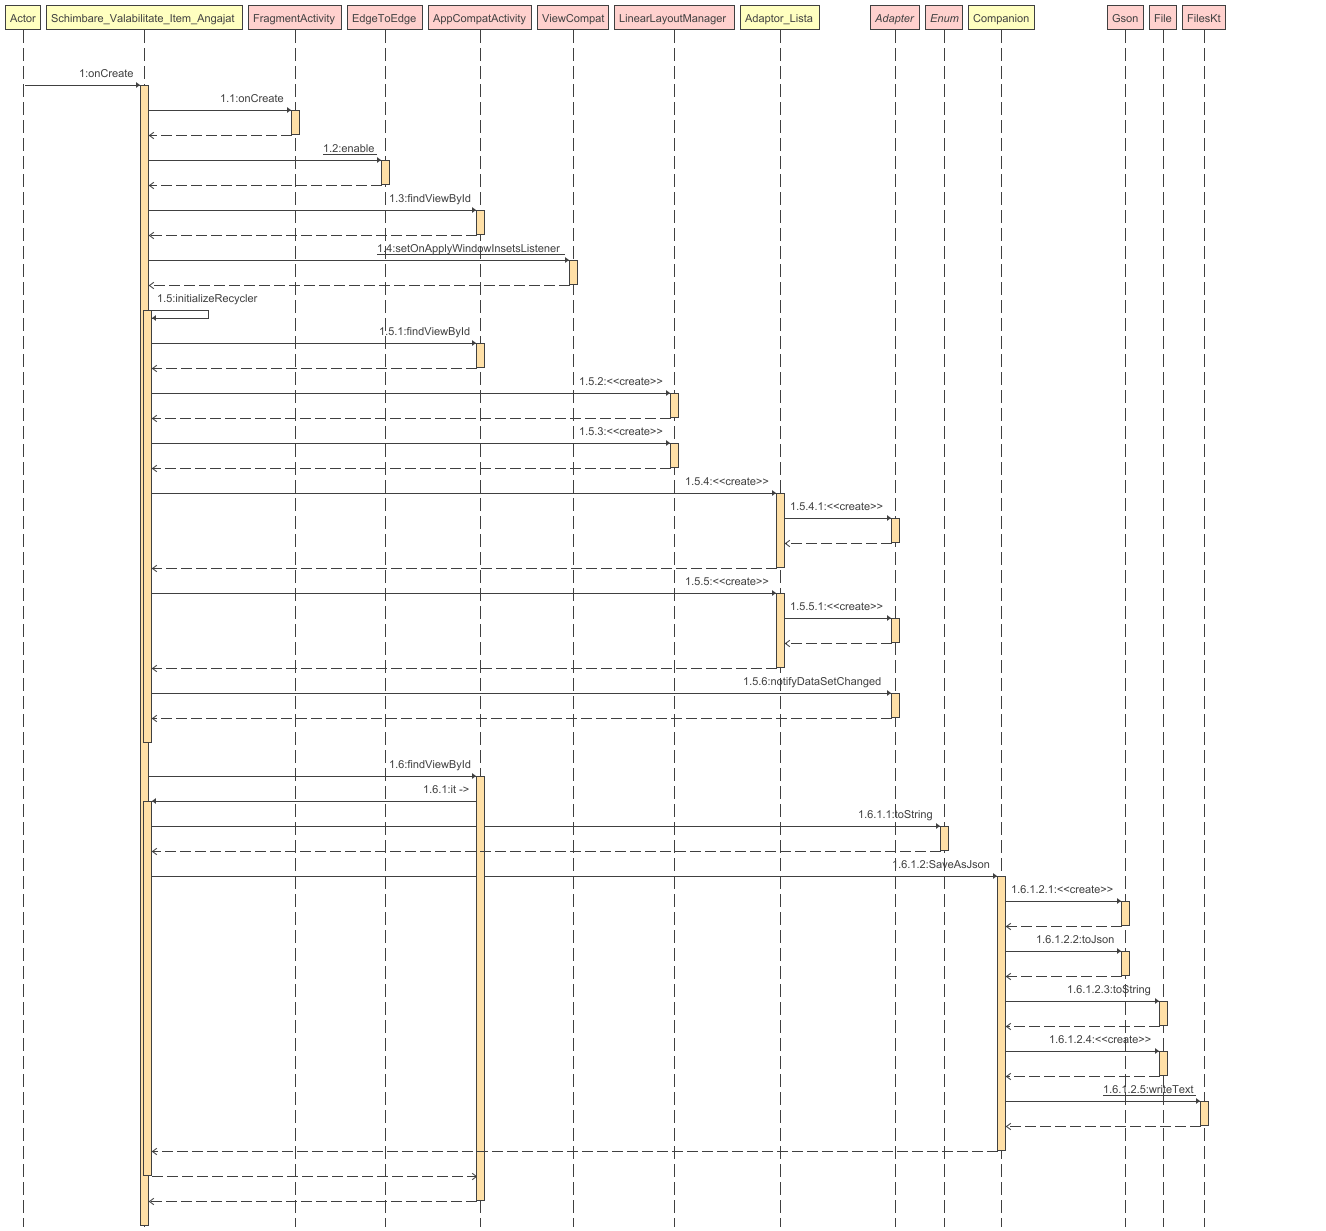 Actor
Schimbare_Valabilitate_Item_Angajat
FragmentActivity
EdgeToEdge
AppCompatActivity
ViewCompat
LinearLayoutManager
Adaptor_Lista
Adapter
Enum
Companion
Gson
File
FilesKt
1:onCreate
1.1:onCreate
1.2:enable
1.3:findViewById
1.4:setOnApplyWindowInsetsListener
1.5:initializeRecycler
1.5.1:findViewById
1.5.2:<<create>>
1.5.3:<<create>>
1.5.4:<<create>>
1.5.4.1:<<create>>
1.5.5:<<create>>
1.5.5.1:<<create>>
1.5.6:notifyDataSetChanged
1.6:findViewById
1.6.1:it ->
1.6.1.1:toString
1.6.1.2:SaveAsJson
1.6.1.2.1:<<create>>
1.6.1.2.2:toJson
1.6.1.2.3:toString
1.6.1.2.4:<<create>>
1.6.1.2.5:writeText